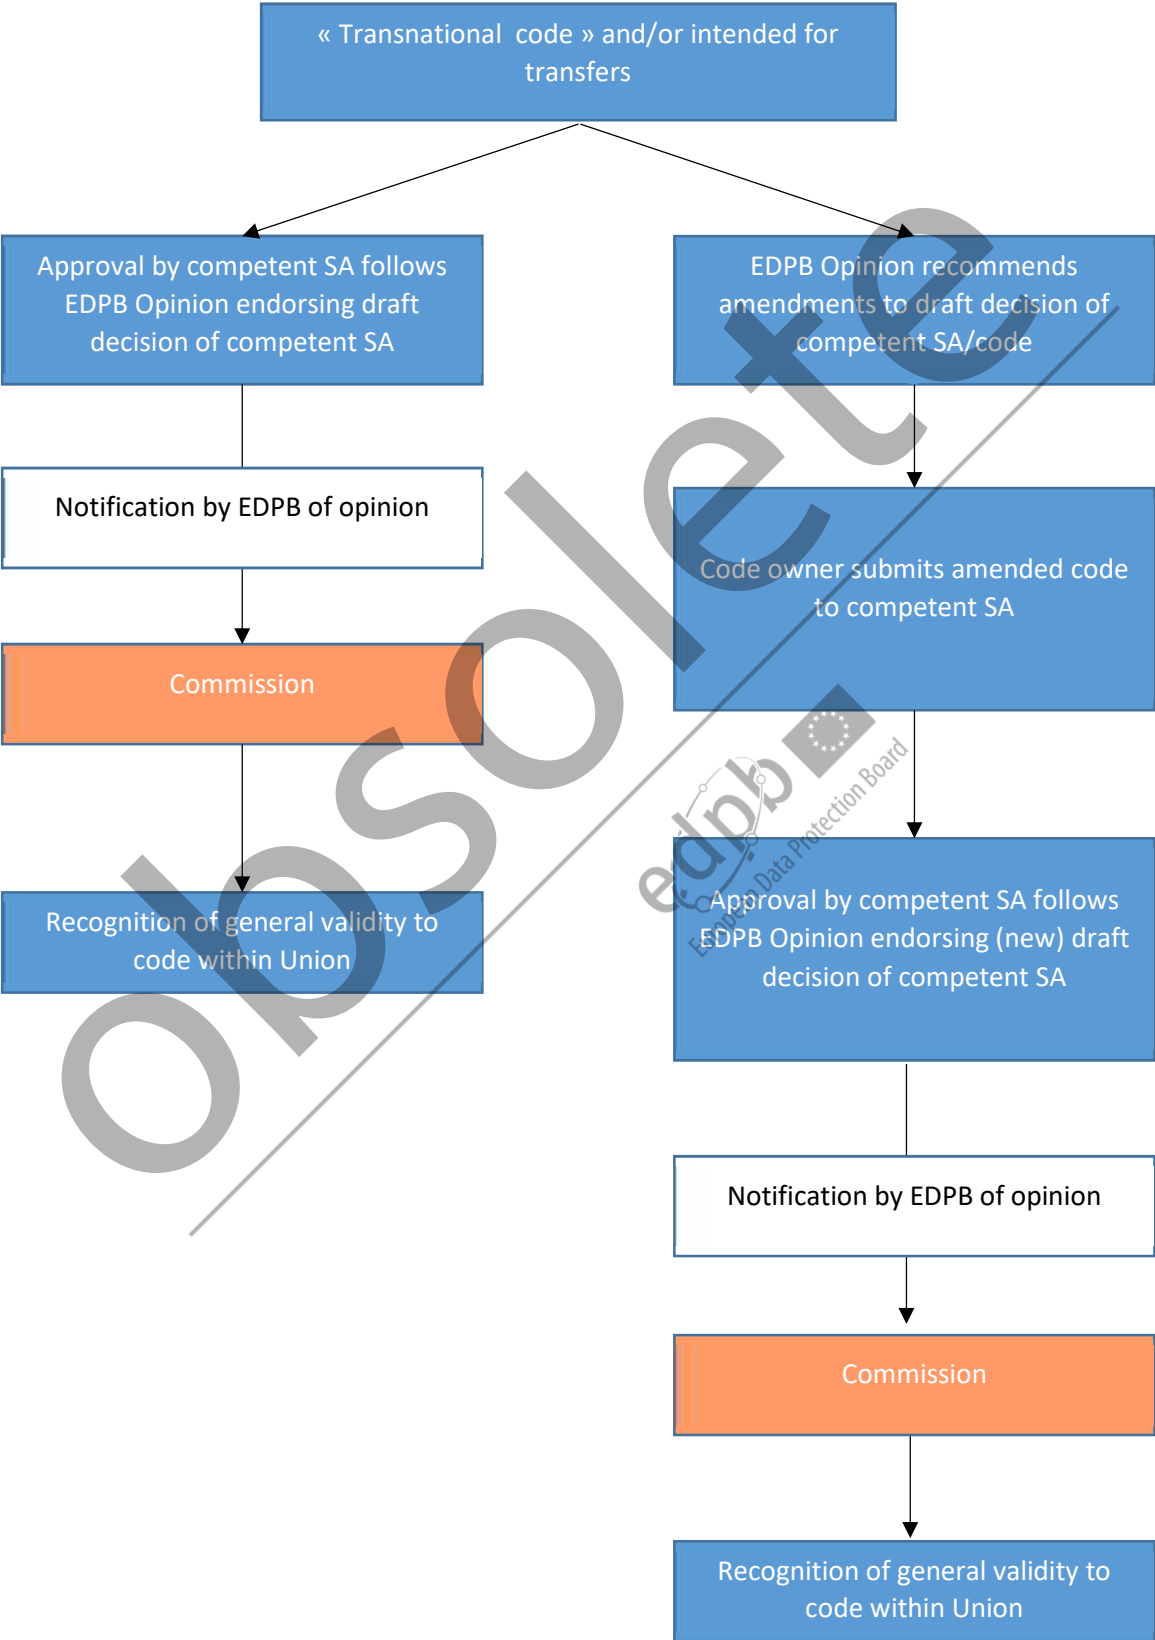 « Transnational code » and/or intended for
transfers
Approval by competent SA follows
EDPB Opinion endorsing draft
decision of competent SA
EDPB Opinion recommends
amendments to draft decision of
competent SA/code
Notification by EDPB of opinion
Code owner submits amended code
to competent SA
Commission
Recognition of general validity to
code within Union
Approval by competent SA follows
EDPB Opinion endorsing (new) draft
decision of competent SA
Notification by EDPB of opinion
Commission
Recognition of general validity to
code within Union
obsolete
edpb
European Data Protection Board